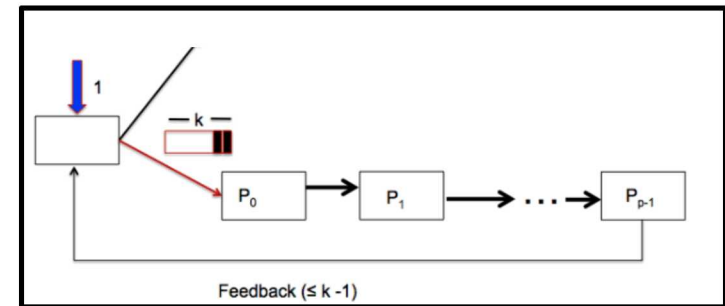 1
— k —
P₀
P₁
...
Pₚ₋₁
Feedback (≤ k -1)